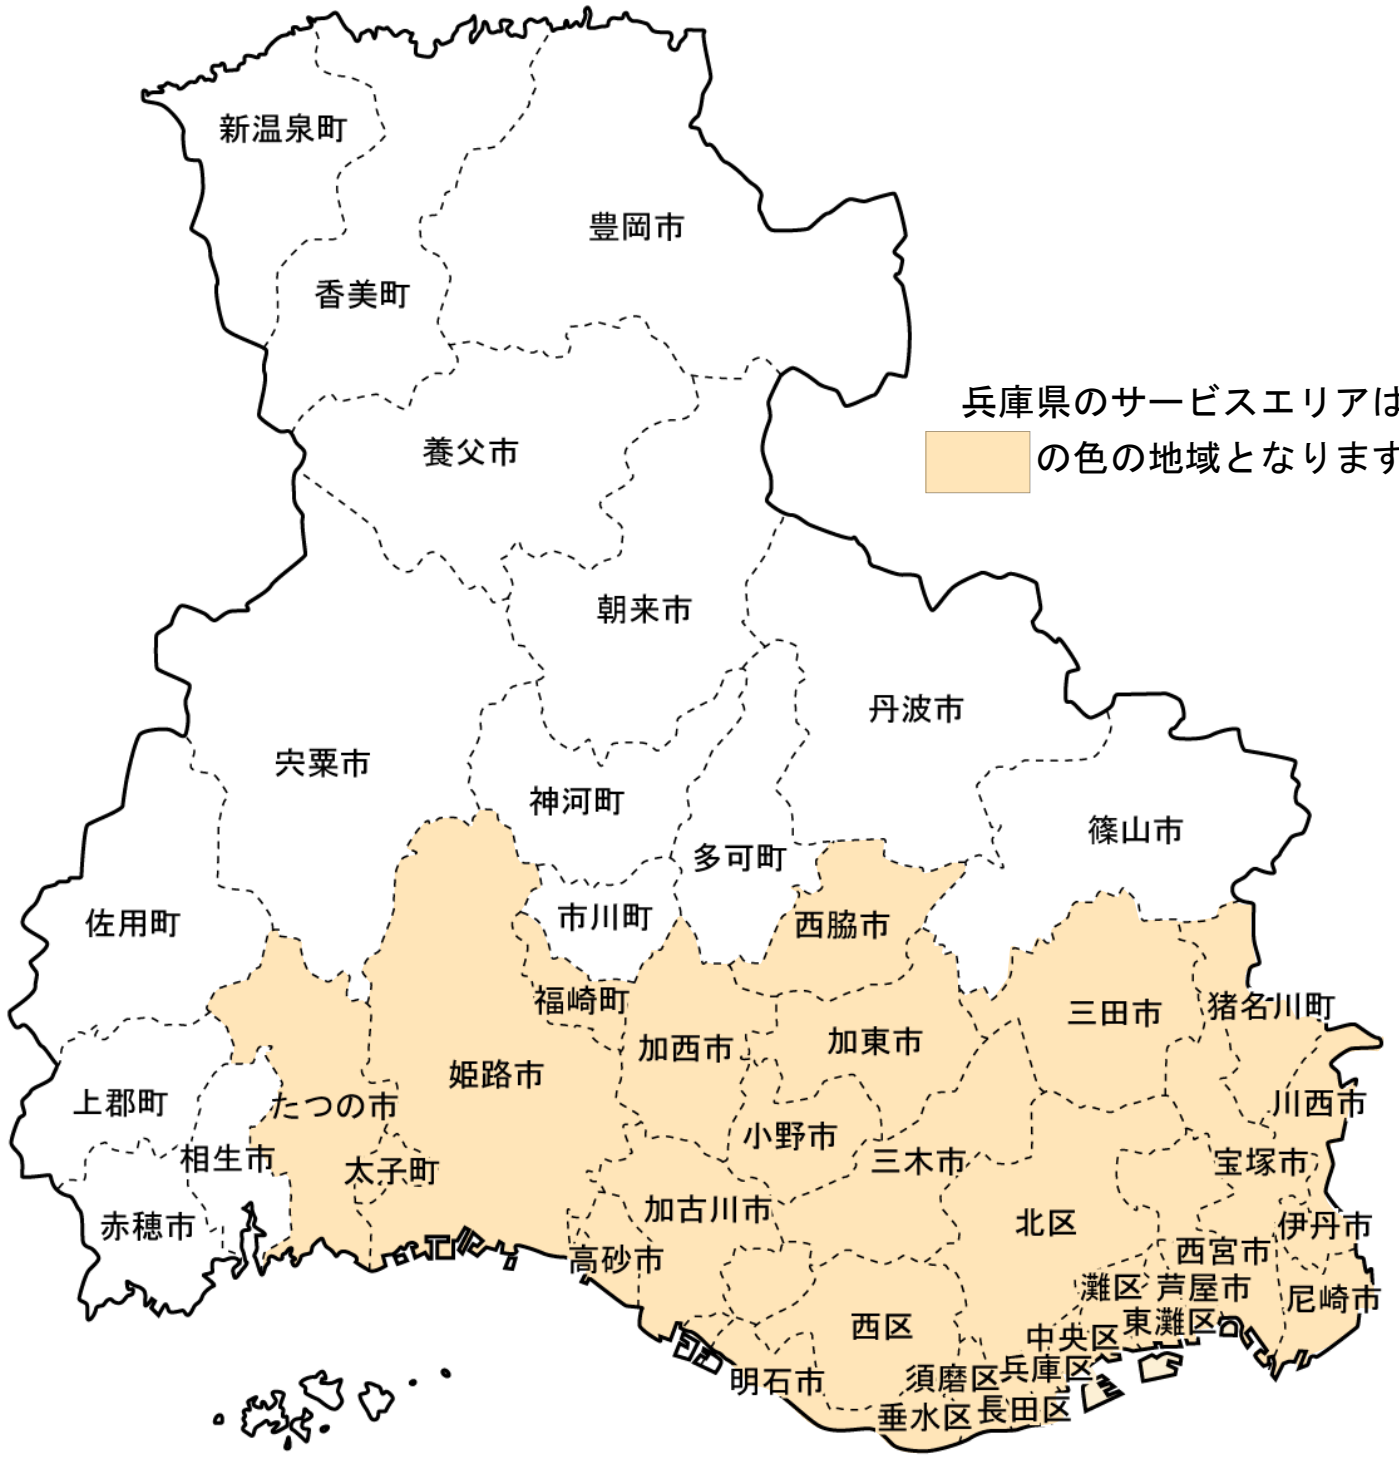 新温泉町
豊岡市
香美町
兵庫県のサービスエリアは
の色の地域となります
養父市
朝来市
丹波市
宍粟市
神河町
篠山市
多可町
市川町
西脇市
佐用町
福崎町
三田市
猪名川町
加西市
加東市
姫路市
上郡町
たつの市
川西市
小野市
相生市
太子町
三木市
宝塚市
赤穂市
加古川市
北区
伊丹市
高砂市
西宮市
灘区
芦屋市
尼崎市
東灘区
西区
中央区
明石市
須磨区
兵庫区
垂水区
長田区